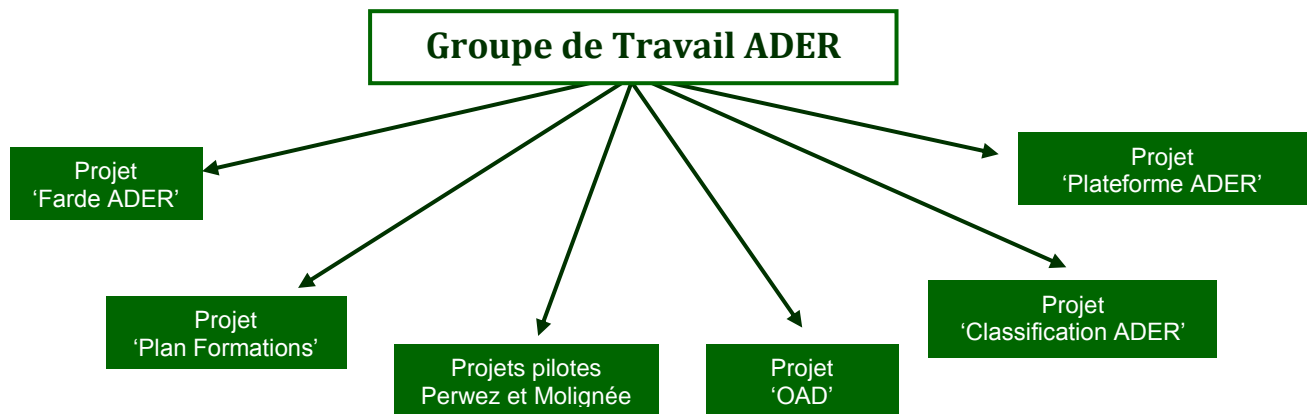 Groupe de Travail ADER
Projet
‘Farde ADER’
Projet
‘Plateforme ADER’
Projet
‘Plan Formations’
Projet
‘Classification ADER’
Projets pilotes
Perwez et Molignée
Projet
‘OAD’